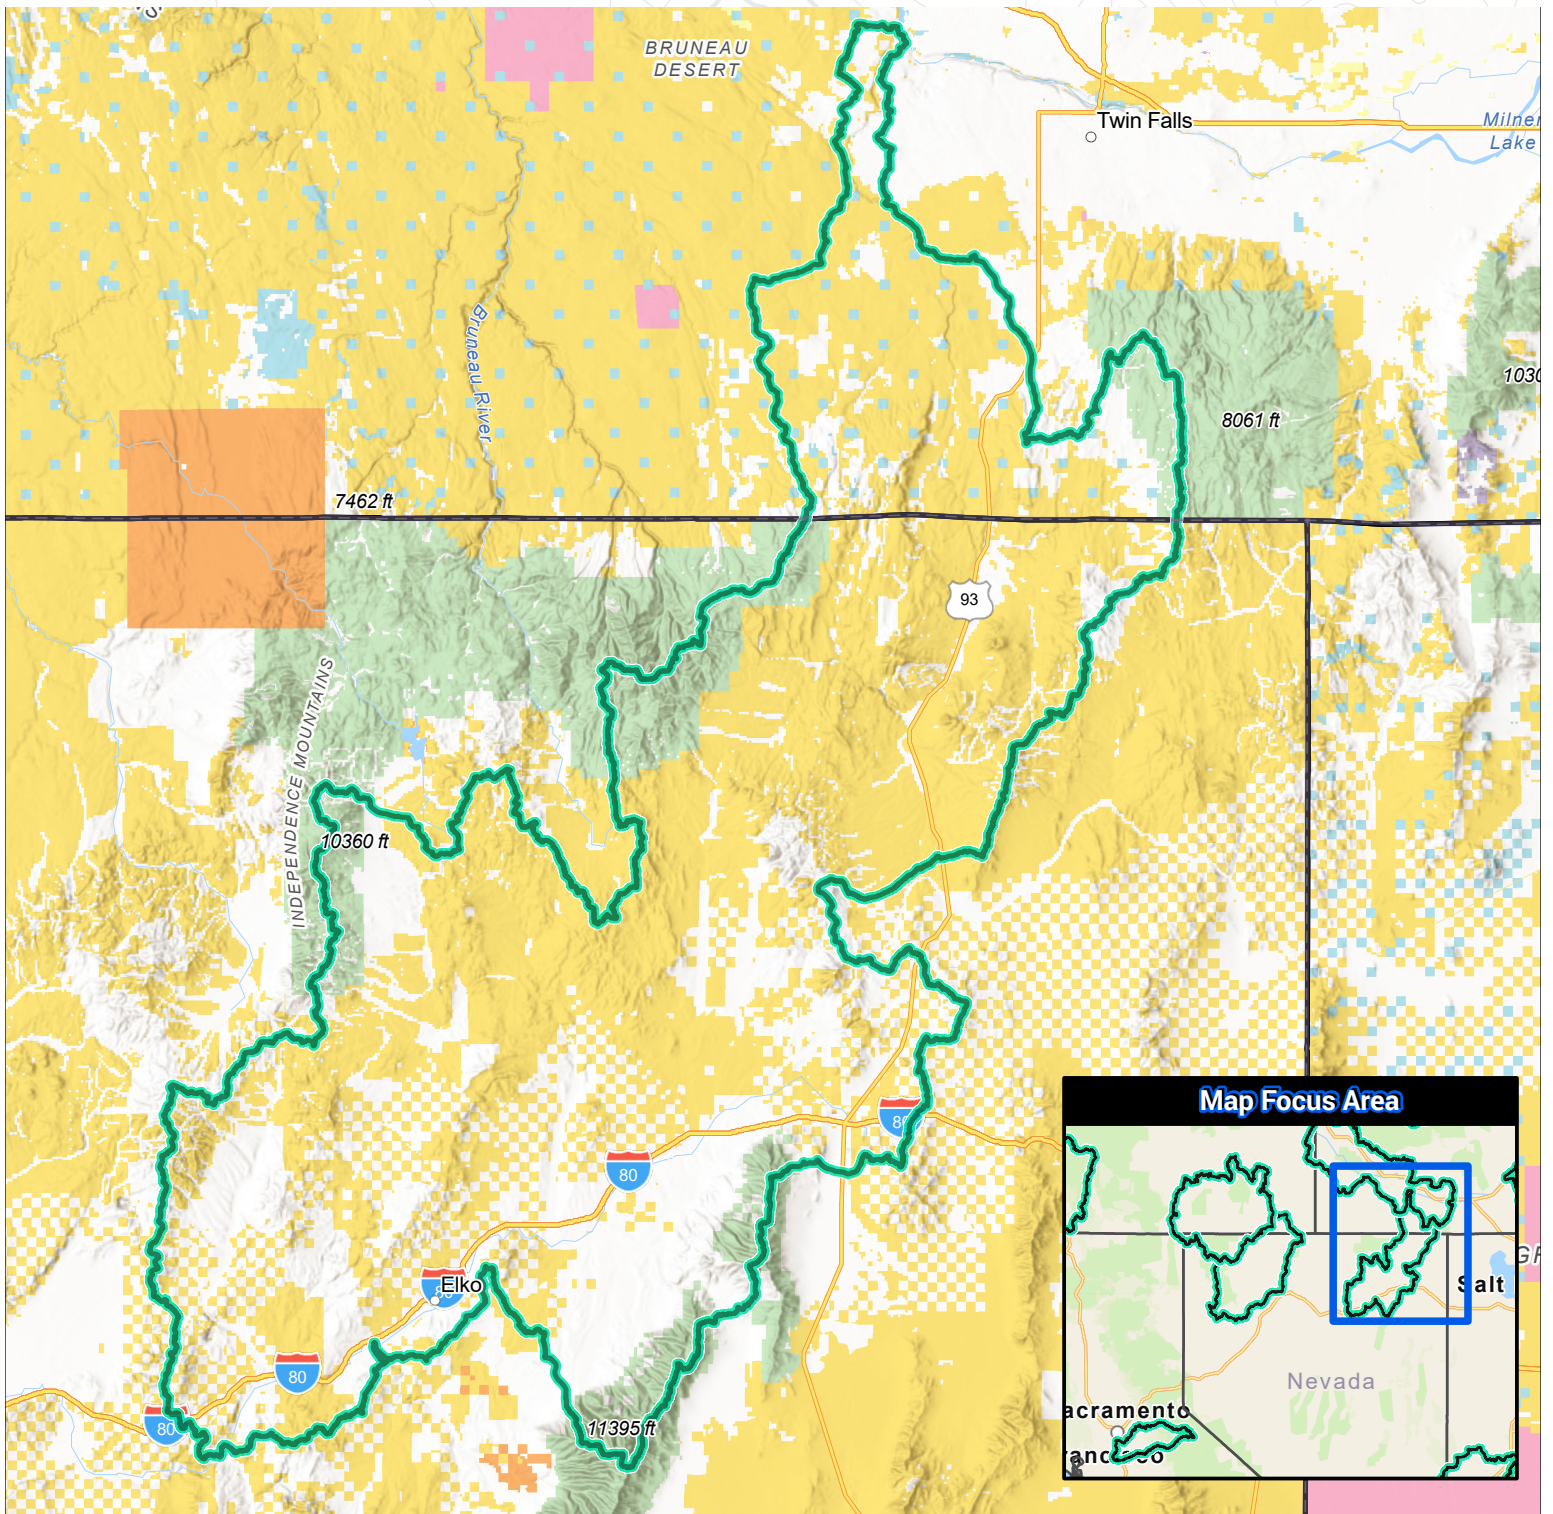 BRUNEAU
DESERT
Twin Falls
Milner
Lake
Bruneau River
1030
8061 ft
7462 ft
93
INDEPENDENCE MOUNTAINS
10360 ft
80
80
Elko
80
80
11395 ft
Map Focus Area
Salt
Nevada
acramento